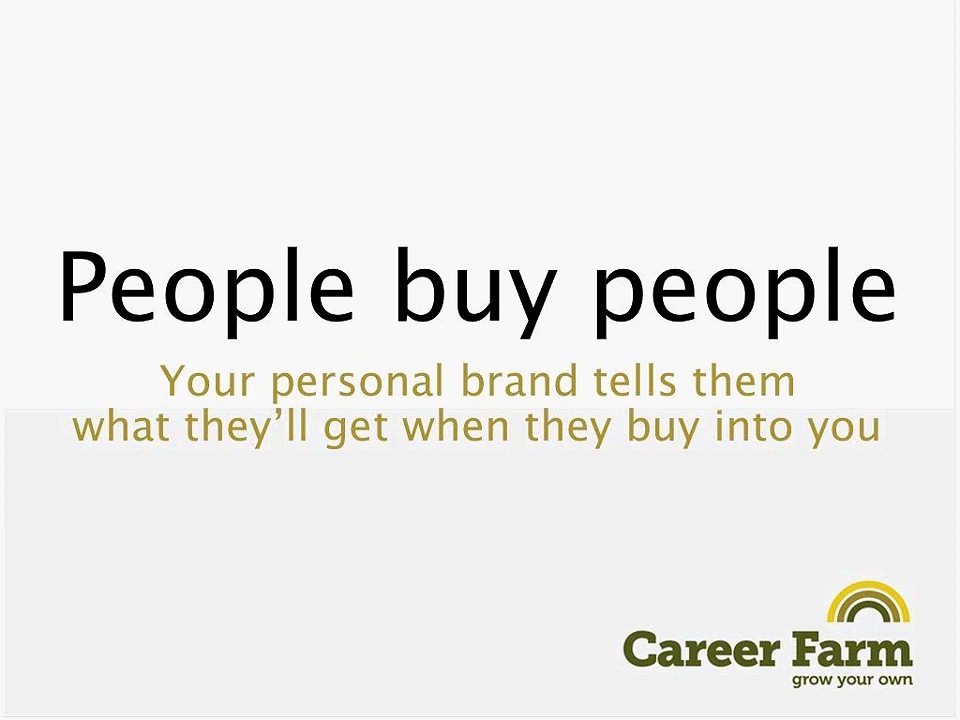 People buy people
Your personal brand tells them
what they’ll get when they buy into you
Career Farm
grow your own